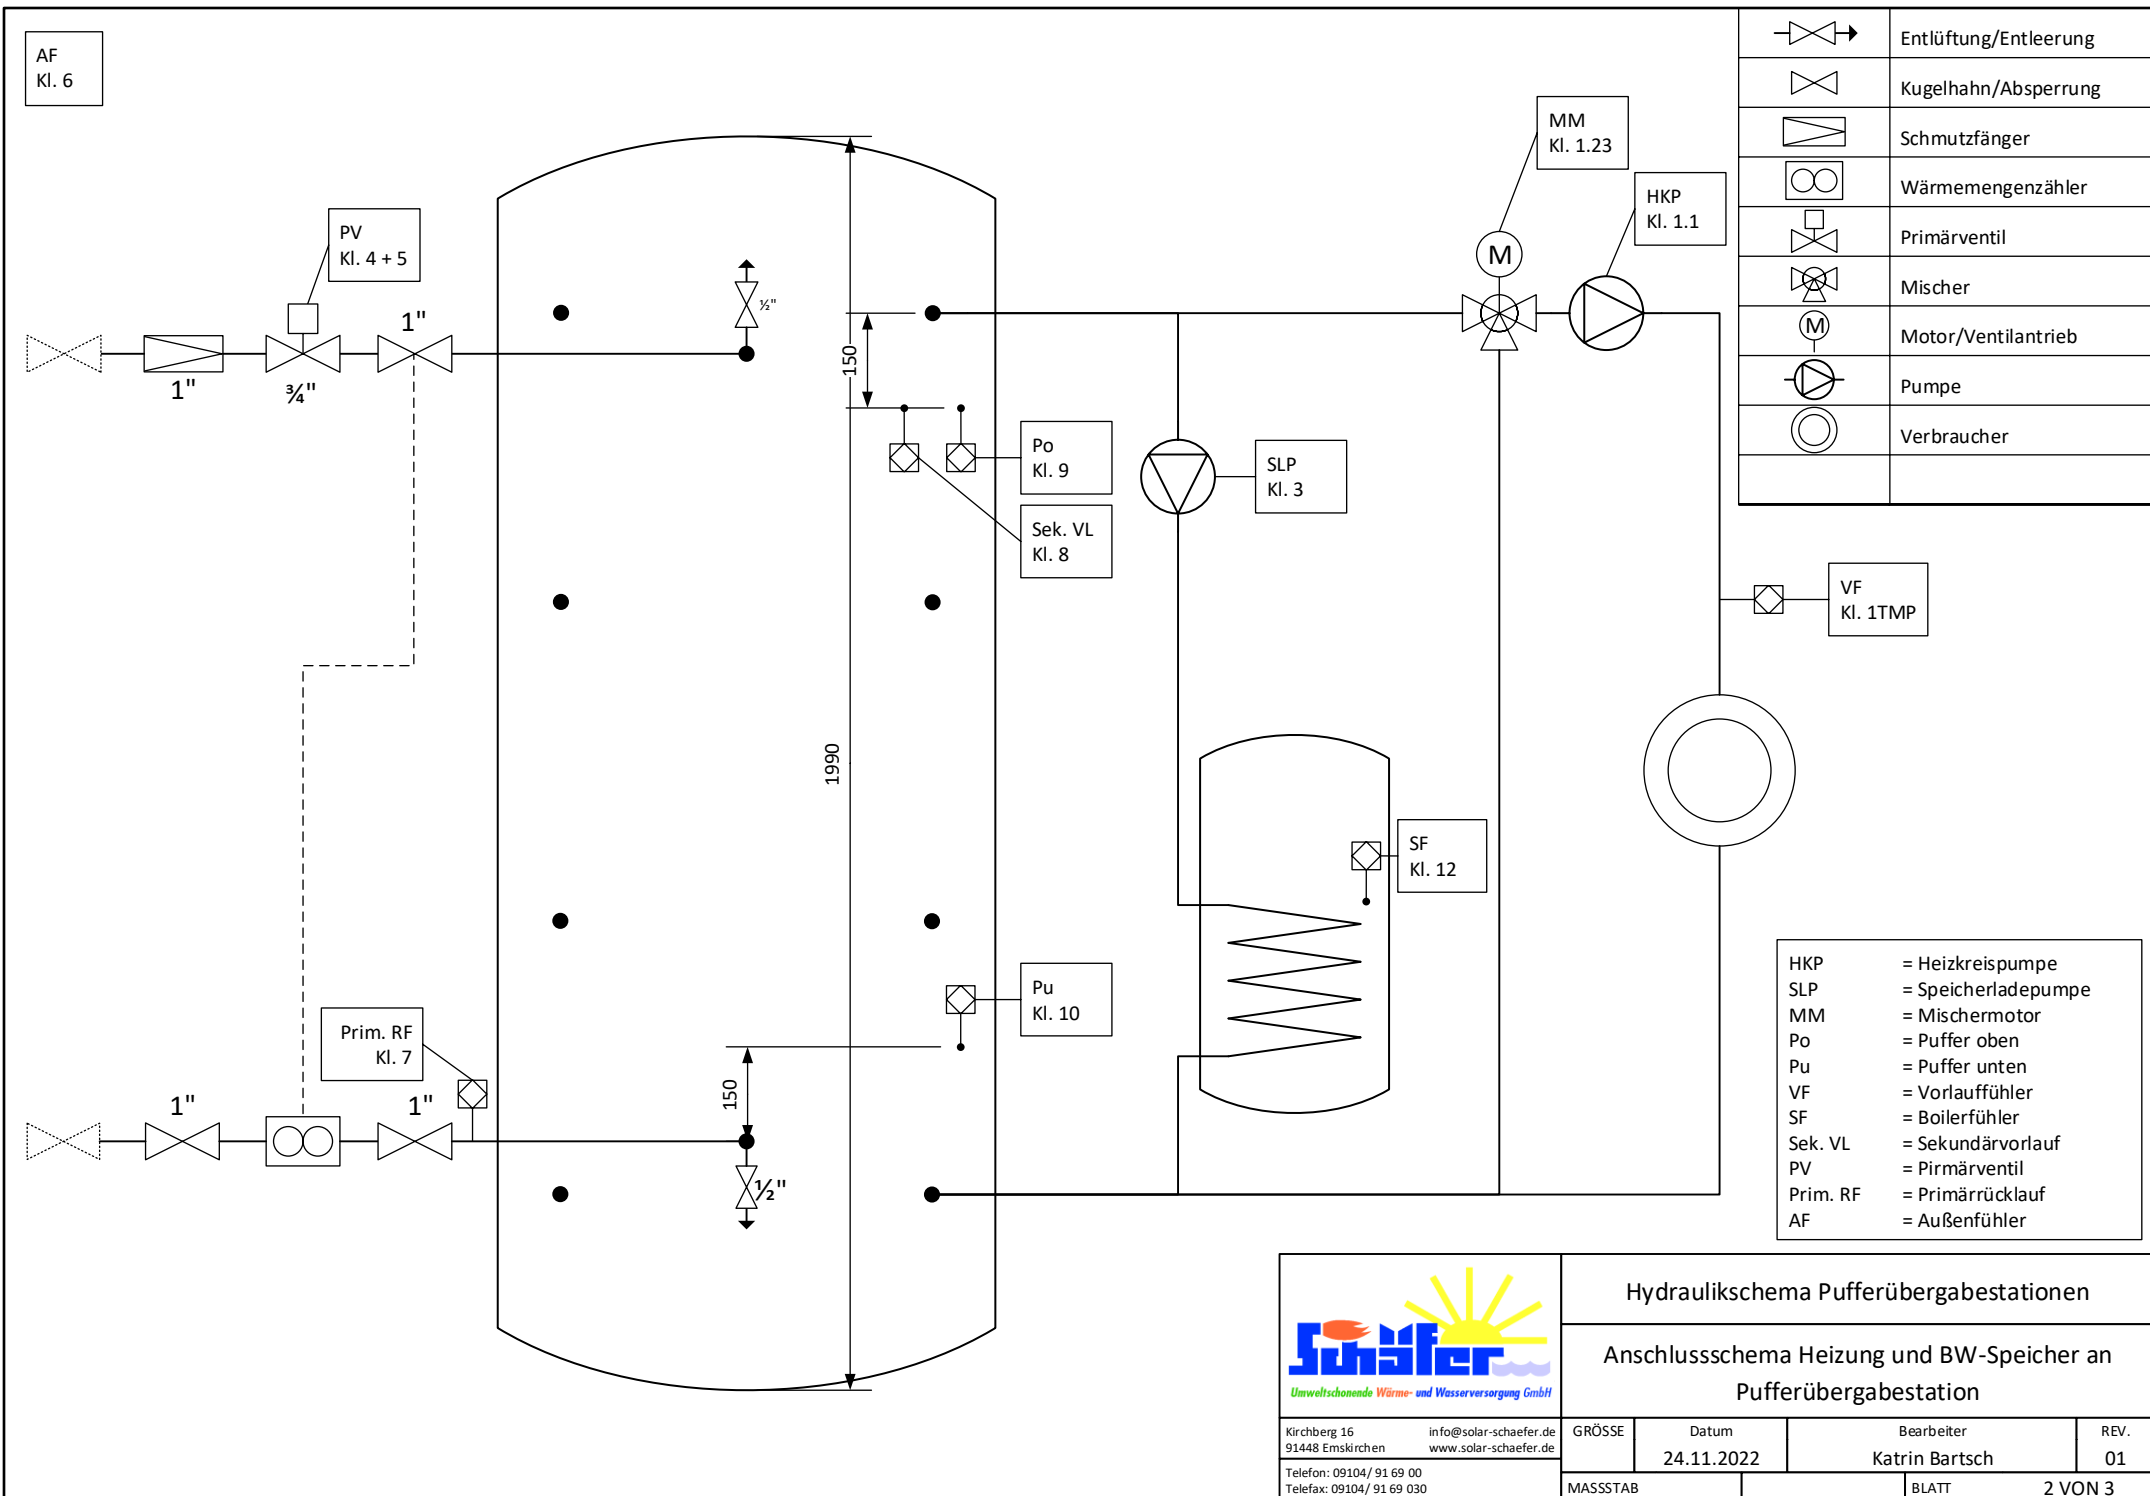 AF
Kl. 6
PV
Kl. 4 + 5
1"
½"
1"
¾"
150
1990
Po
Kl. 9
Sek. VL
Kl. 8
SLP
Kl. 3
MM
Kl. 1.23
M
HKP
Kl. 1.1
VF
Kl. 1TMP
SF
Kl. 12
Pu
Kl. 10
Prim. RF
Kl. 7
1"
1"
150
½"
Entlüftung/Entleerung
Kugelhahn/Absperrung
Schmutzfänger
Wärmemengenzähler
Primärventil
Mischer
M
Motor/Ventilantrieb
Pumpe
Verbraucher
HKP = Heizkreispumpe
SLP = Speicherladepumpe
MM = Mischermotor
Po = Puffer oben
Pu = Puffer unten
VF = Vorlauffühler
SF = Boilerfühler
Sek. VL = Sekundärvorlauf
PV = Pirmärventil
Prim. RF = Primärrücklauf
AF = Außenfühler
Schäfer
Umweltschonende Wärme- und Wasserversorgung GmbH
Kirchberg 16 info@solar-schaefer.de
91448 Emskirchen www.solar-schaefer.de
Telefon: 09104/ 91 69 00
Telefax: 09104/ 91 69 030
Hydraulikschema Pufferübergabestationen
Anschlussschema Heizung und BW-Speicher an
Pufferübergabestation
GRÖSSE Datum Bearbeiter REV.
24.11.2022 Katrin Bartsch 01
MASSSTAB BLATT 2 VON 3